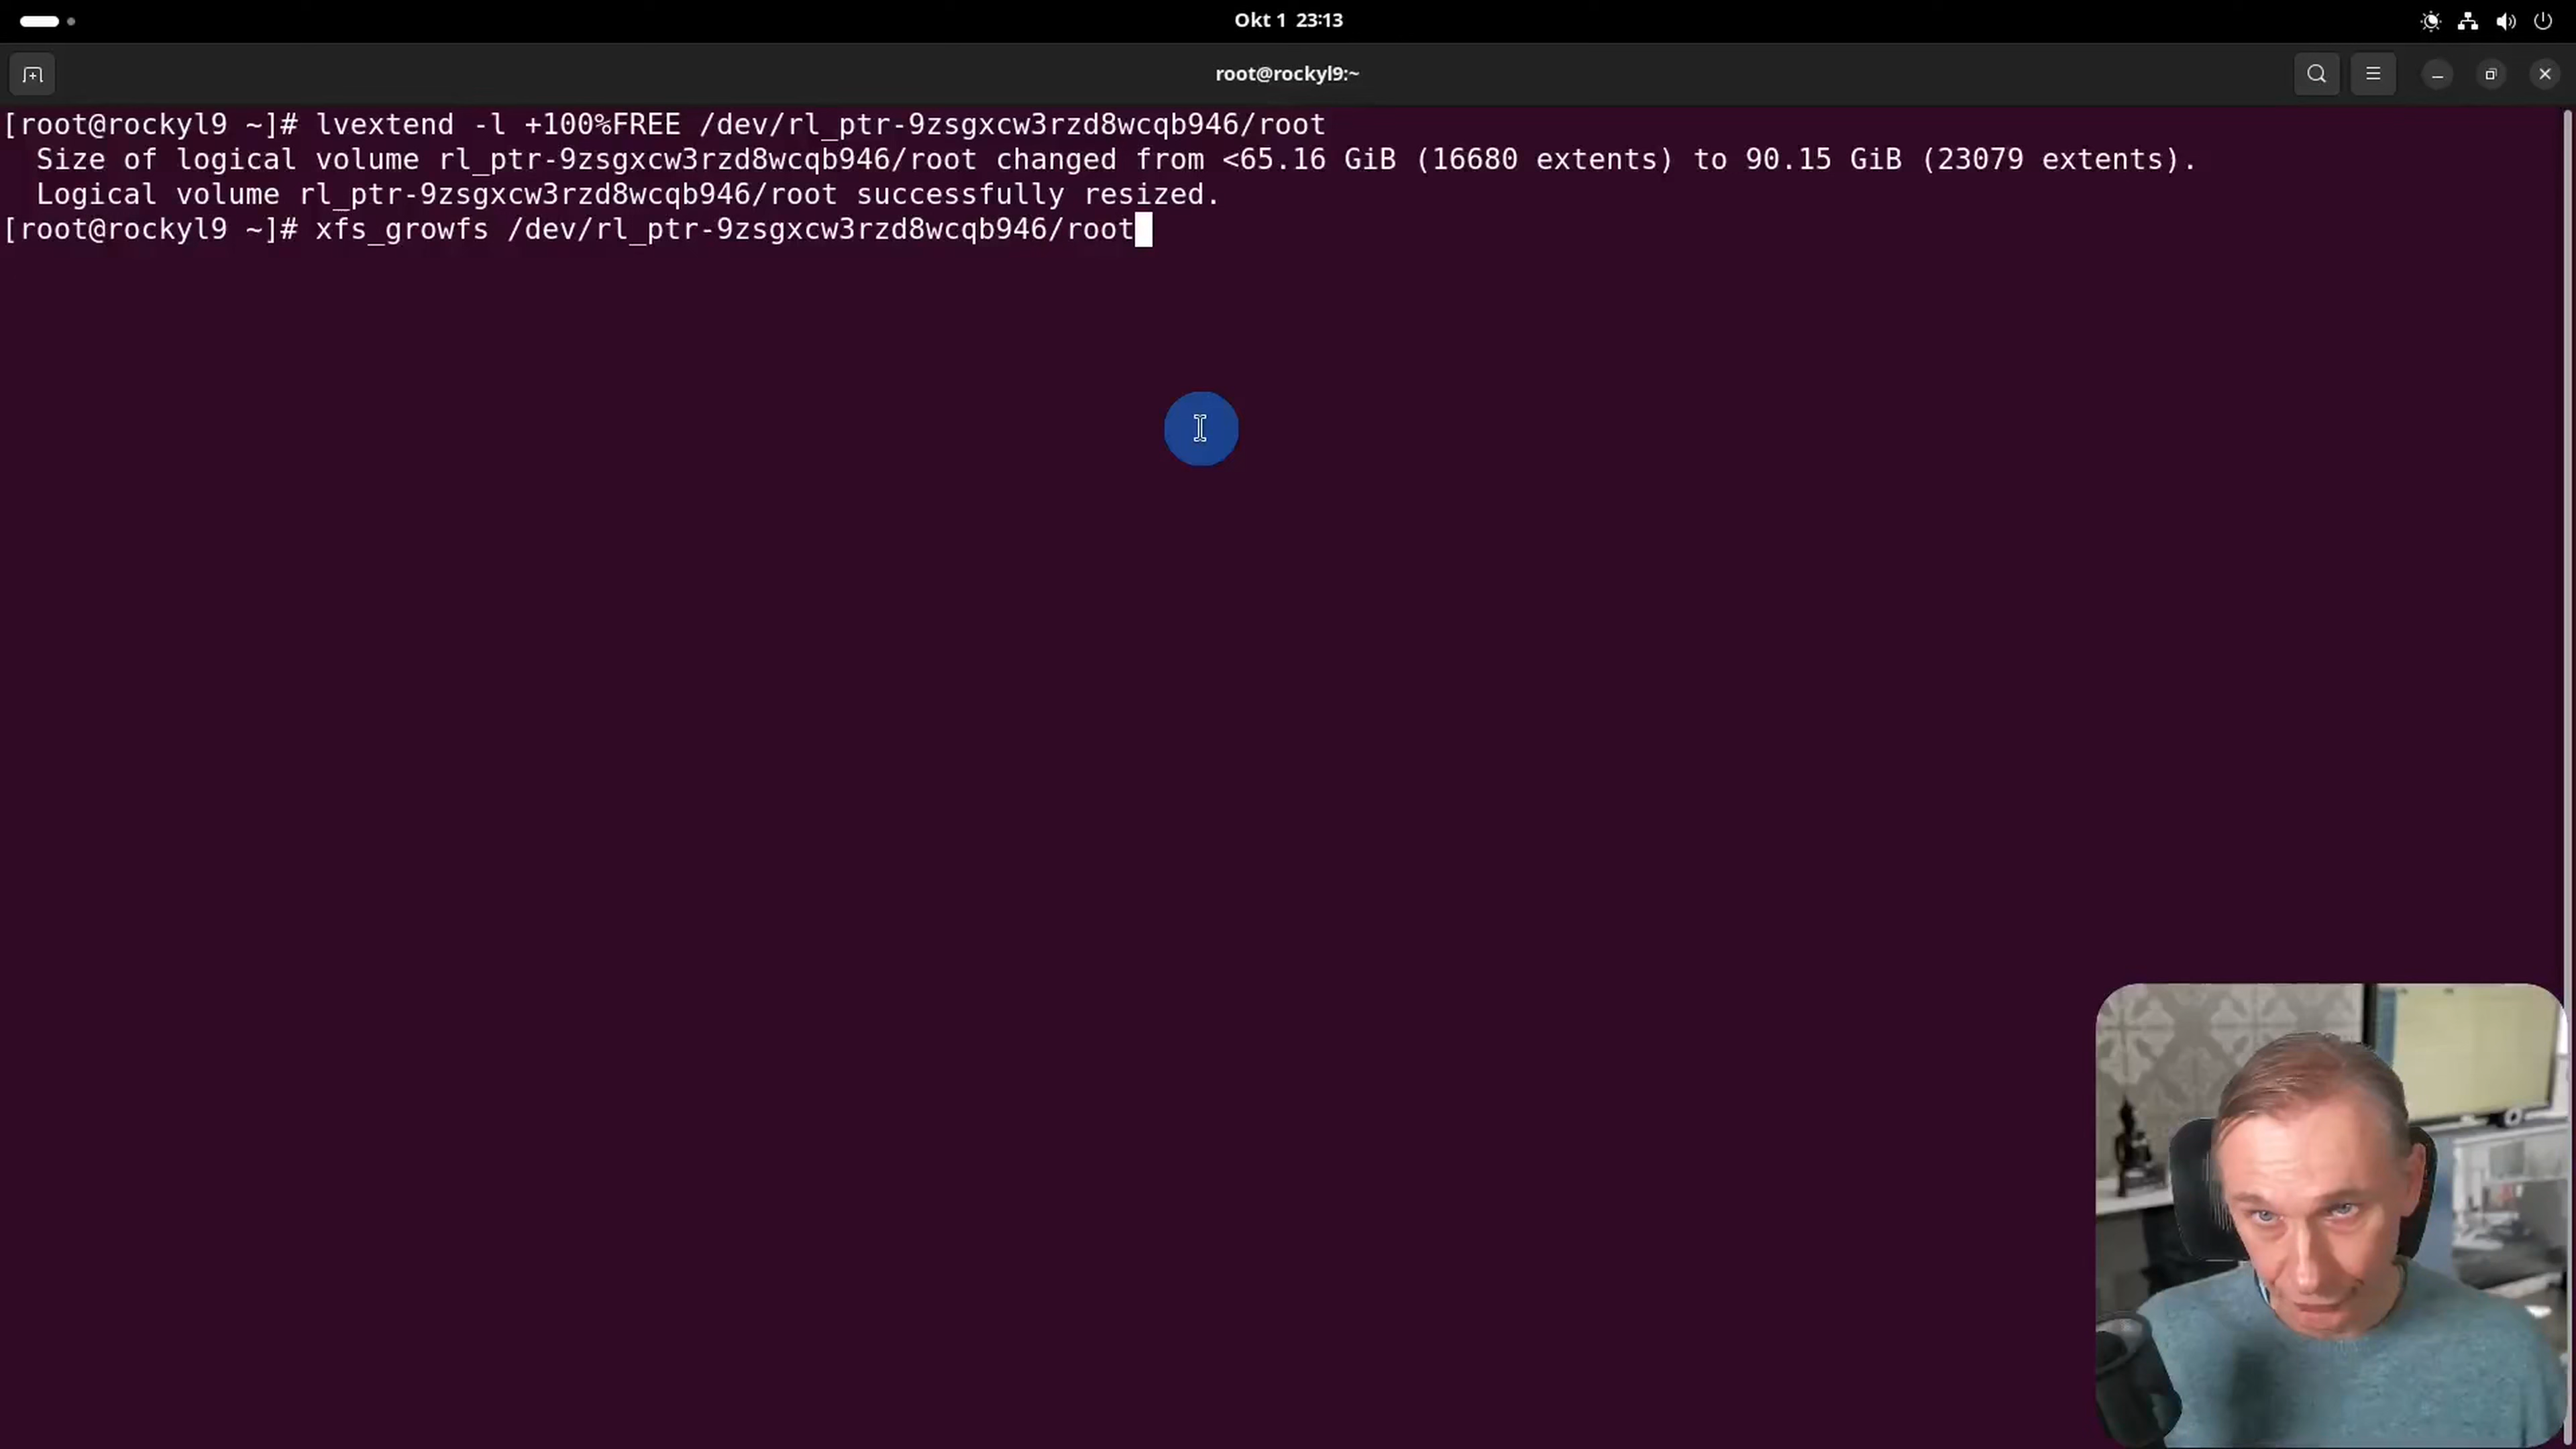 Okt 1 23:13
root@rockyl9:~
[root@rockyl9 ~]# lvextend -l +100%FREE /dev/rl_ptr-9zsgxcw3rzd8wcqb946/root
  Size of logical volume rl_ptr-9zsgxcw3rzd8wcqb946/root changed from <65.16 GiB (16680 extents) to 90.15 GiB (23079 extents).
  Logical volume rl_ptr-9zsgxcw3rzd8wcqb946/root successfully resized.
[root@rockyl9 ~]# xfs_growfs /dev/rl_ptr-9zsgxcw3rzd8wcqb946/root